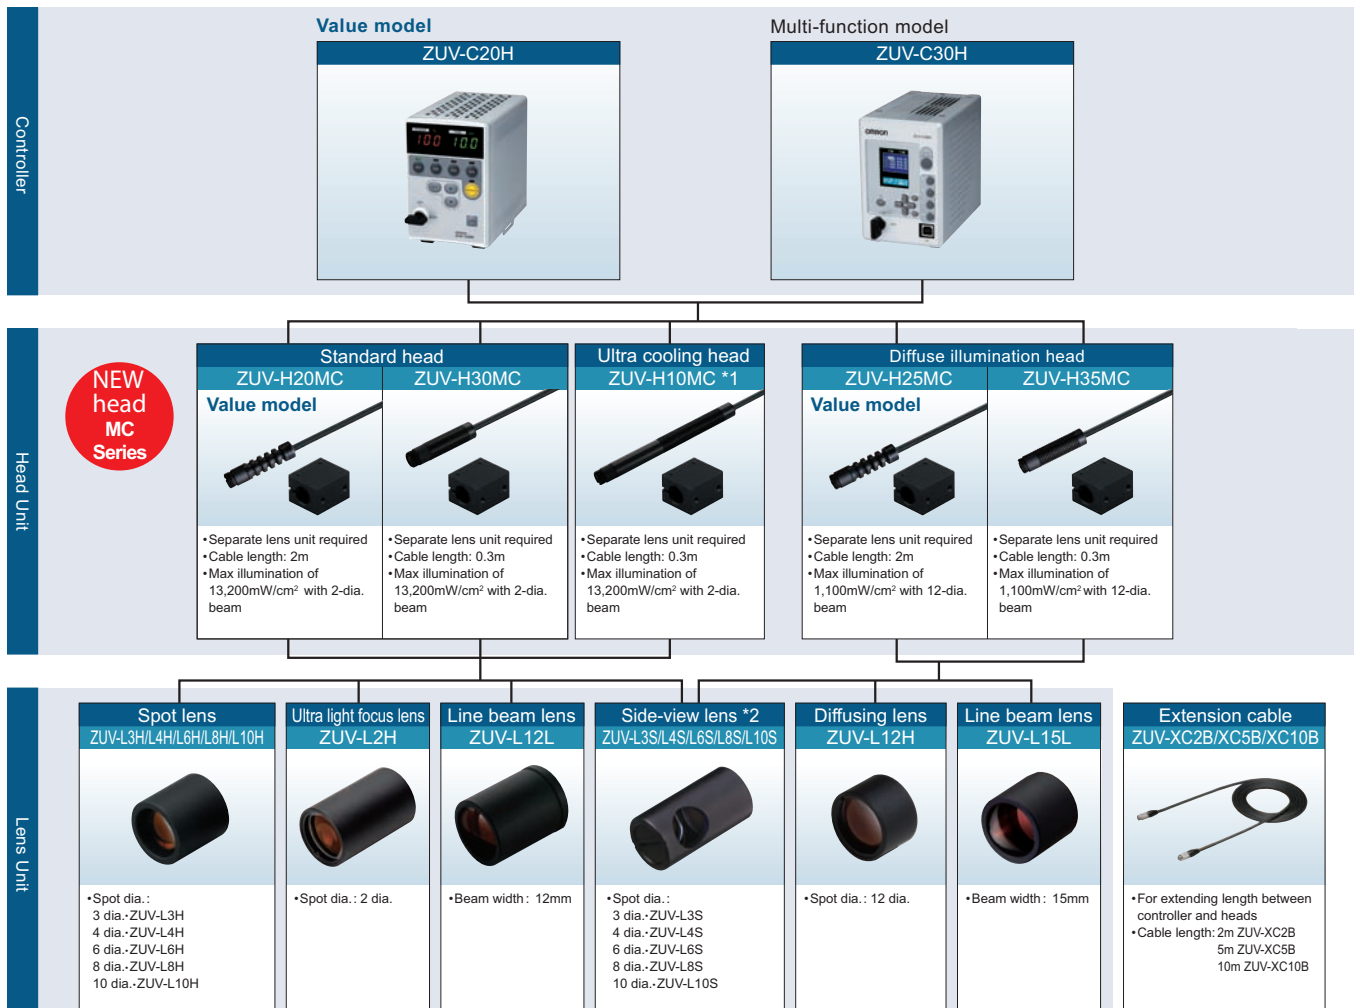 Controller
Value model
ZUV-C20H
100 100
Multi-function model
ZUV-C30H
OMRON
Head Unit
NEW
head
MC
Series
Standard head
ZUV-H20MC
ZUV-H30MC
Value model
•Separate lens unit required
•Cable length: 2m
•Max illumination of
13,200mW/cm² with 2-dia.
beam
•Separate lens unit required
•Cable length: 0.3m
•Max illumination of
13,200mW/cm² with 2-dia.
beam
Ultra cooling head
ZUV-H10MC *1
•Separate lens unit required
•Cable length: 0.3m
•Max illumination of
13,200mW/cm² with 2-dia.
beam
Diffuse illumination head
ZUV-H25MC
ZUV-H35MC
Value model
•Separate lens unit required
•Cable length: 2m
•Max illumination of
1,100mW/cm² with 12-dia.
beam
•Separate lens unit required
•Cable length: 0.3m
•Max illumination of
1,100mW/cm² with 12-dia.
beam
Lens Unit
Spot lens
ZUV-L3H/L4H/L6H/L8H/L10H
•Spot dia.:
3 dia.·ZUV-L3H
4 dia.·ZUV-L4H
6 dia.·ZUV-L6H
8 dia.·ZUV-L8H
10 dia.·ZUV-L10H
Ultra light focus lens
ZUV-L2H
•Spot dia.: 2 dia.
Line beam lens
ZUV-L12L
•Beam width: 12mm
Side-view lens *2
ZUV-L3S/L4S/L6S/L8S/L10S
•Spot dia.:
3 dia.·ZUV-L3S
4 dia.·ZUV-L4S
6 dia.·ZUV-L6S
8 dia.·ZUV-L8S
10 dia.·ZUV-L10S
Diffusing lens
ZUV-L12H
•Spot dia.: 12 dia.
Line beam lens
ZUV-L15L
•Beam width: 15mm
Extension cable
ZUV-XC2B/XC5B/XC10B
•For extending length between
controller and heads
•Cable length: 2m ZUV-XC2B
5m ZUV-XC5B
10m ZUV-XC10B